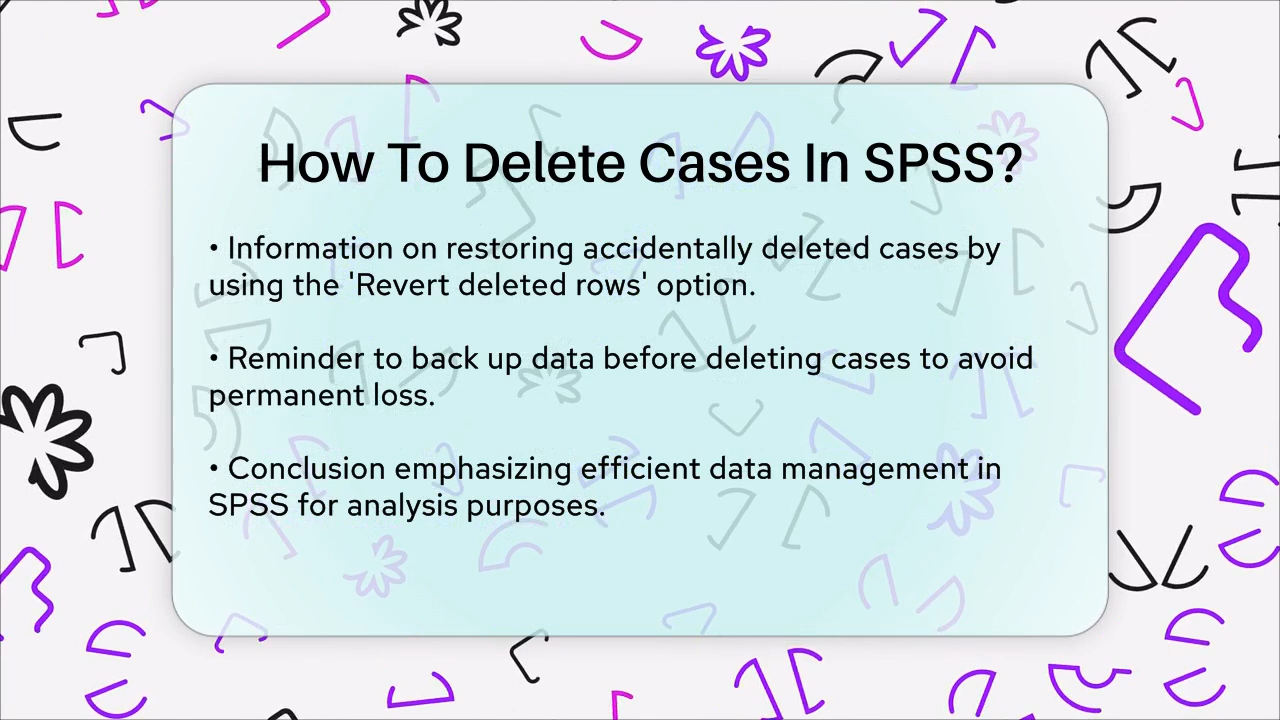 How To Delete Cases In SPSS?
• Information on restoring accidentally deleted cases by
using the 'Revert deleted rows' option.
• Reminder to back up data before deleting cases to avoid
permanent loss.
• Conclusion emphasizing efficient data management in
SPSS for analysis purposes.